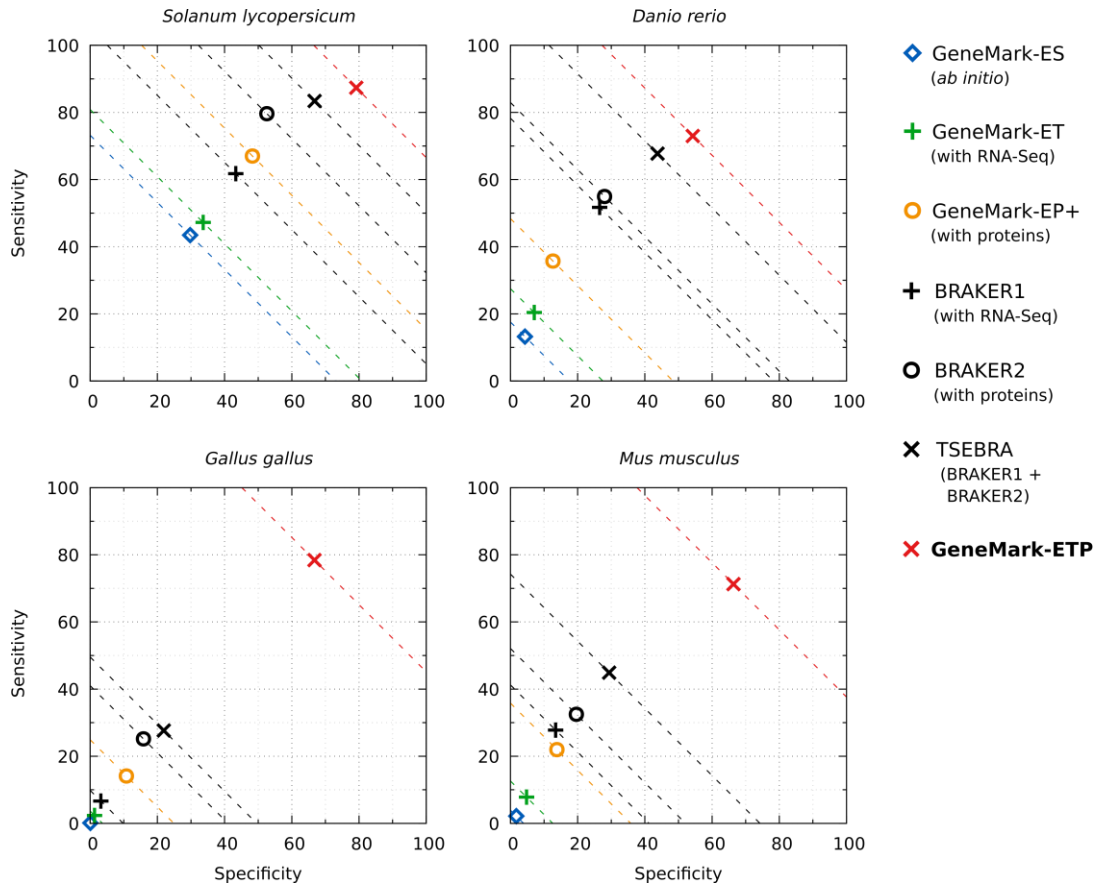 Solanum lycopersicum
Danio rerio
100
80
60
40
20
0
Sensitivity
0 20 40 60 80 100
100
80
60
40
20
0
0 20 40 60 80 100
Gallus gallus
Mus musculus
100
80
60
40
20
0
Sensitivity
0 20 40 60 80 100
Specificity
100
80
60
40
20
0
0 20 40 60 80 100
Specificity
GeneMark-ES
(ab initio)
GeneMark-ET
(with RNA-Seq)
GeneMark-EP+
(with proteins)
BRAKER1
(with RNA-Seq)
BRAKER2
(with proteins)
TSEBRA
(BRAKER1 +
BRAKER2)
GeneMark-ETP